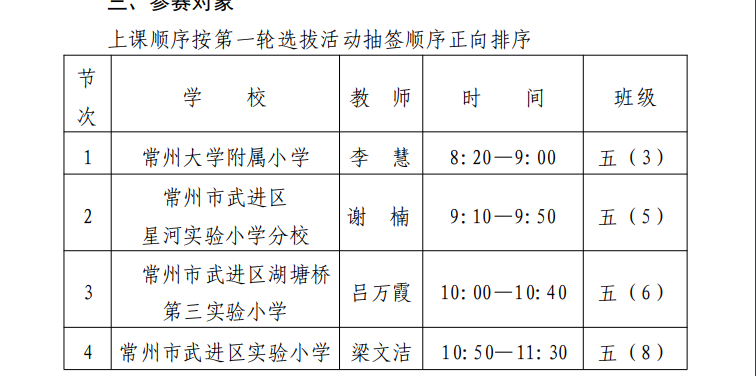 三、参赛对象
上课顺序按第一轮选拔活动抽签顺序正向排序
节次 学 校 教 师 时 间 班级
1 常州大学附属小学 李 慧 8:20—9:00 五（3）
2 常州市武进区
星河实验小学分校 谢 楠 9:10—9:50 五（5）
3 常州市武进区湖塘桥
第三实验小学 吕万霞 10:00—10:40 五（6）
4 常州市武进区实验小学 梁文洁 10:50—11:30 五（8）